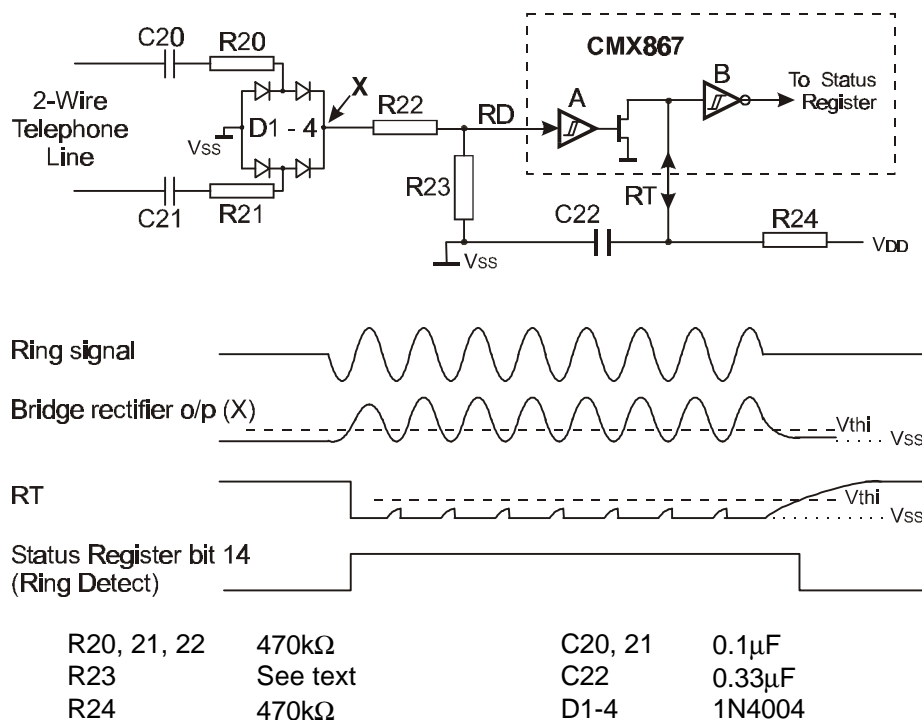 CMX867
C20
R20
X
R22
RD
A
B
To Status
Register
2-Wire
Telephone
Line
D1 - 4
Vss
R23
C22
RT
R24
VDD
C21
R21
Vss
Ring signal
Bridge rectifier o/p (X)
Vthi
Vss
RT
Vthi
Vss
Status Register bit 14
(Ring Detect)
R20, 21, 22 470kΩ C20, 21 0.1µF
R23 See text C22 0.33µF
R24 470kΩ D1-4 1N4004